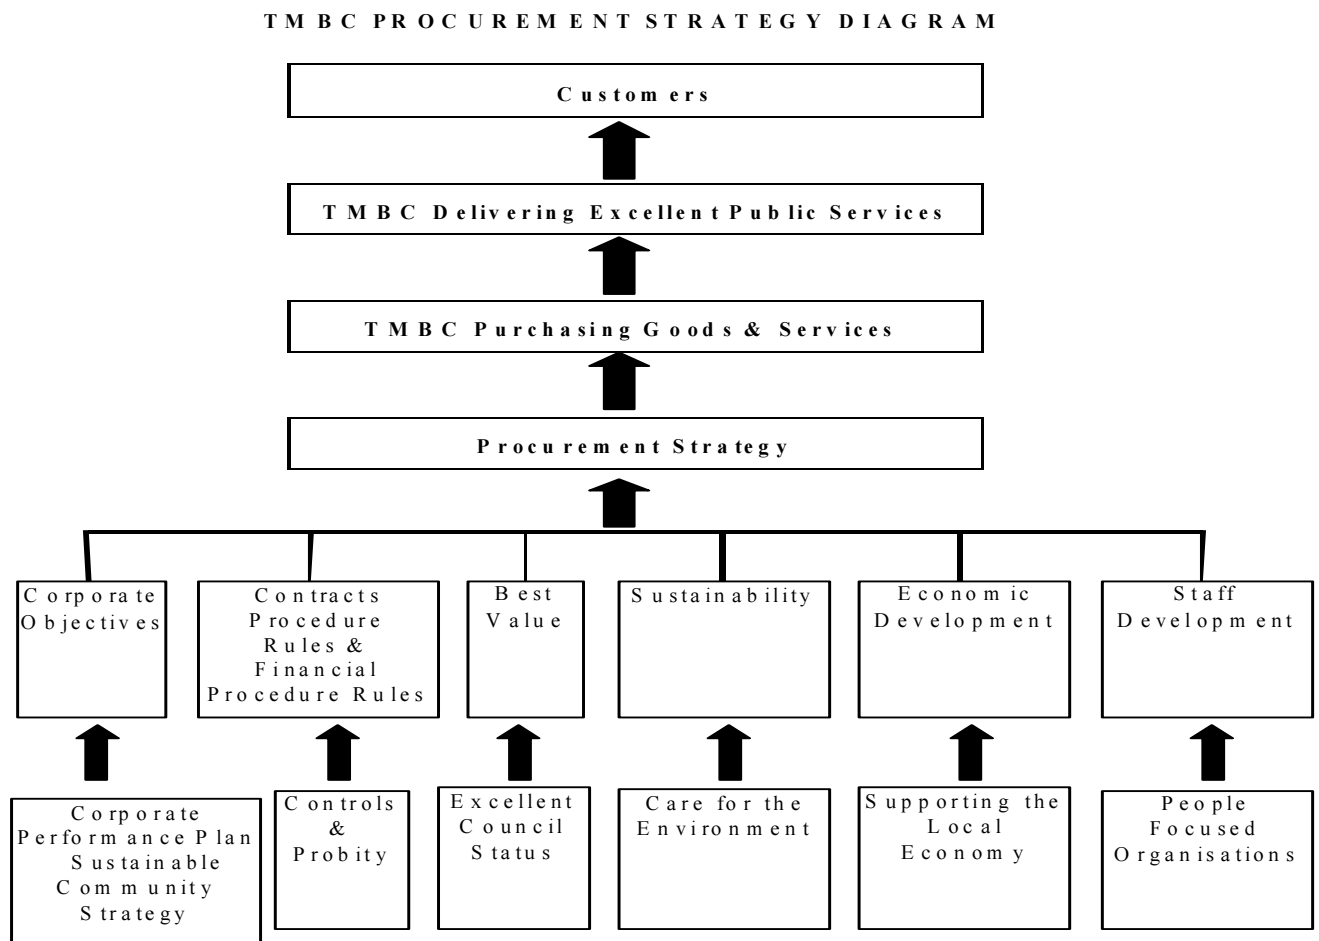 TMBC PROCUREMENT STRATEGY DIAGRAM
Customers
TMBC Delivering Excellent Public Services
TMBC Purchasing Goods & Services
Procurement Strategy
Corporate
Objectives
Contracts
Procedure
Rules &
Financial
Procedure Rules
Best
Value
Sustainability
Economic
Development
Staff
Development
Corporate
Performance Plan
Sustainable
Community
Strategy
Controls
&
Probity
Excellent
Council
Status
Care for the
Environment
Supporting the
Local
Economy
People
Focused
Organisations